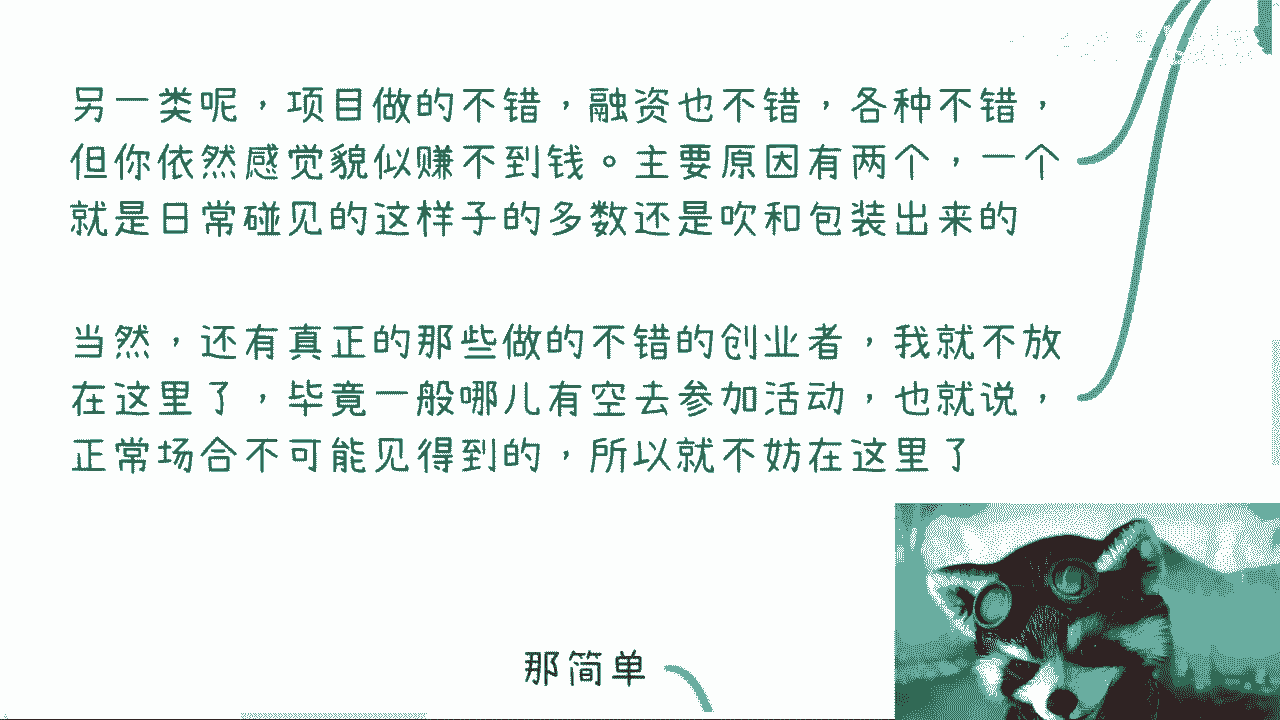 另一类呢，项目做的不错，融资也不错，各种不错，
但你依然感觉貌似赚不到钱。主要原因有两个，一个
就是日常碰见的这样子的多数还是吹和包装出来的
当然，还有真正的那些做的不错的创业者，我就不放
在这里了，毕竟一般哪儿有空去参加活动，也就说，
正常场合不可能见得到的，所以就不妨在这里了
那简单